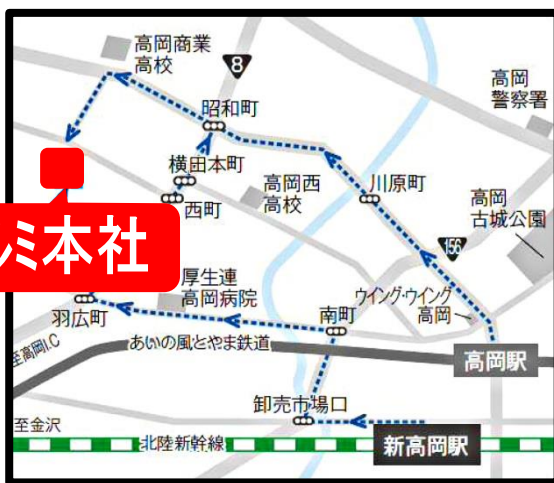 高岡商業
高校
8
高岡
警察署
昭和町
横田本町
西町
高岡西
高校
川原町
高岡
古城公園
156
ルミ本社
厚生連
高岡病院
ウイング・ウイング
高岡
羽広町
南町
至高岡I.C
あいの風とやま鉄道
高岡駅
卸売市場口
至金沢
北陸新幹線
新高岡駅